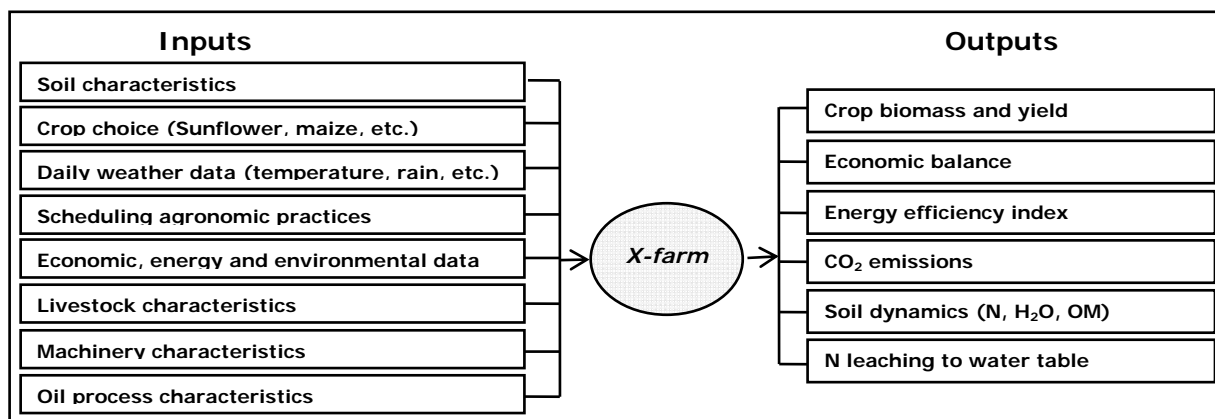 Inputs
Soil characteristics
Crop choice (Sunflower, maize, etc.)
Daily weather data (temperature, rain, etc.)
Scheduling agronomic practices
Economic, energy and environmental data
Livestock characteristics
Machinery characteristics
Oil process characteristics
X-farm
Outputs
Crop biomass and yield
Economic balance
Energy efficiency index
CO₂ emissions
Soil dynamics (N, H₂O, OM)
N leaching to water table